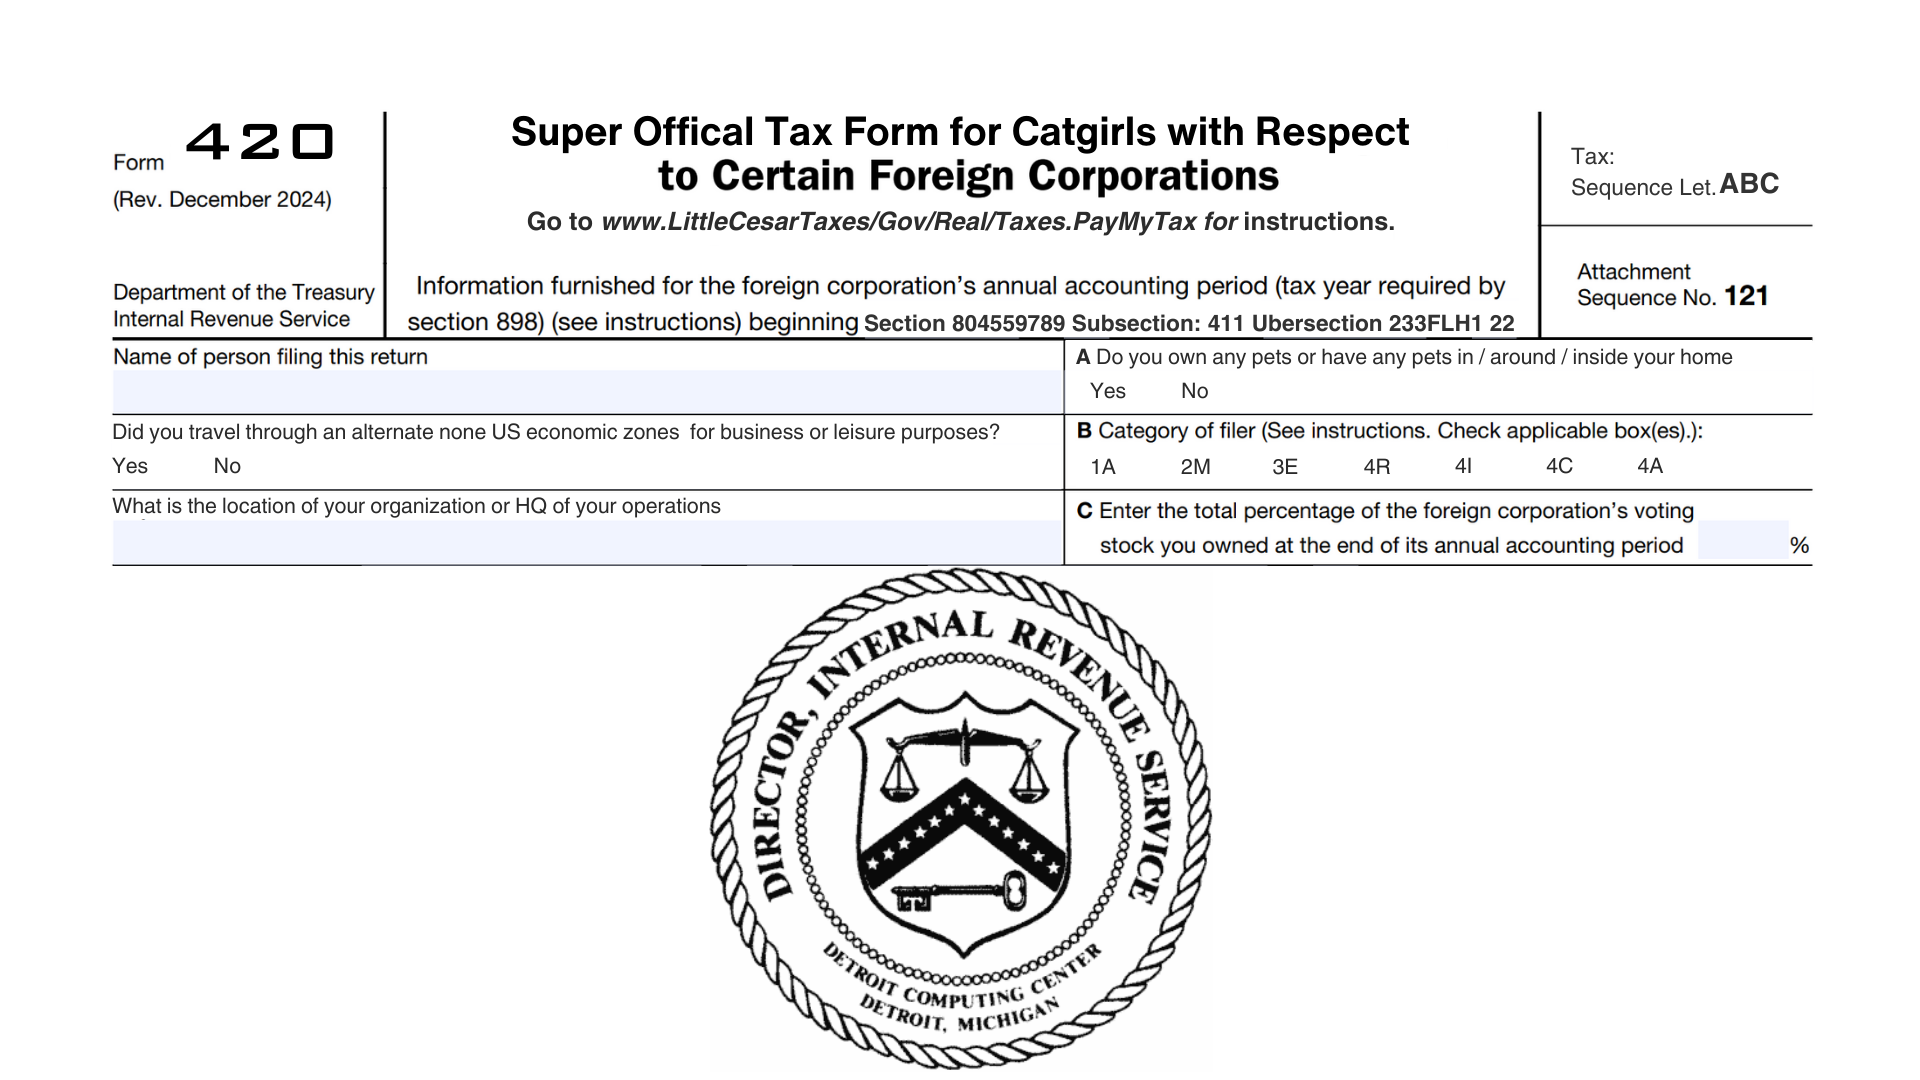 Form 420
(Rev. December 2024)
Department of the Treasury
Internal Revenue Service
Super Offical Tax Form for Catgirls with Respect
to Certain Foreign Corporations
Go to www.LittleCesarTaxes/Gov/Real/Taxes.PayMyTax for instructions.
Information furnished for the foreign corporation's annual accounting period (tax year required by
section 898) (see instructions) beginning Section 804559789 Subsection: 411 Ubersection 233FLH1 22
Tax:
Sequence Let. ABC
Attachment
Sequence No. 121
Name of person filing this return
A Do you own any pets or have any pets in / around / inside your home
Yes No
Did you travel through an alternate none US economic zones for business or leisure purposes?
Yes No
B Category of filer (See instructions. Check applicable box(es).):
1A 2M 3E 4R 4I 4C 4A
What is the location of your organization or HQ of your operations
C Enter the total percentage of the foreign corporation's voting
stock you owned at the end of its annual accounting period %
DIRECTOR, INTERNAL REVENUE SERVICE
DETROIT COMPUTING CENTER
DETROIT, MICHIGAN